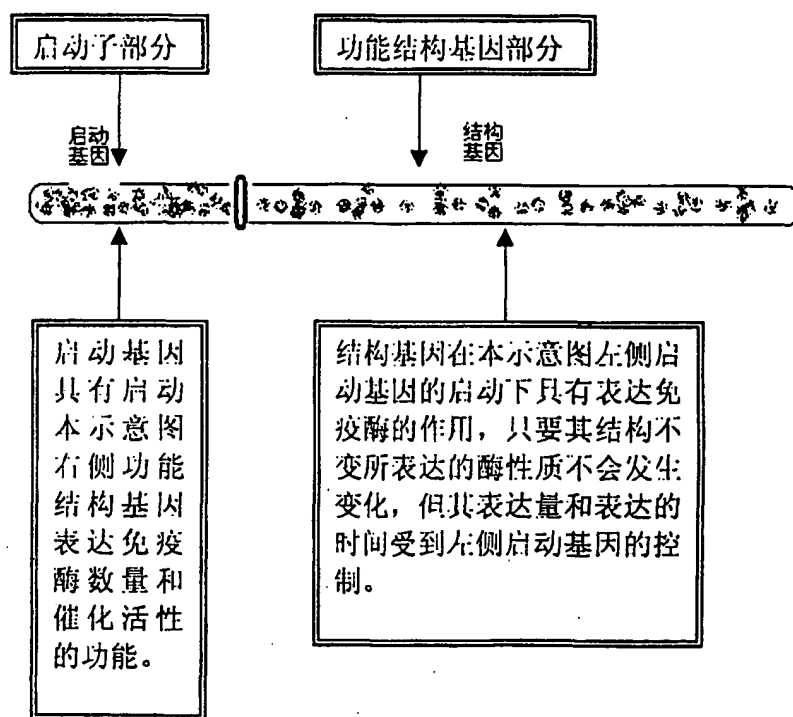 启动子部分
功能结构基因部分
启动
基因
结构
基因
启动基因
具有启动
本示意图
右侧功能
结构基因
表达免疫
酶数量和
催化活性
的功能。
结构基因在本示意图左侧启
动基因的启动下具有表达免
疫酶的作用，只要其结构不
变所表达的酶性质不会发生
变化，但其表达量和表达的
时间受到左侧启动基因的控
制。